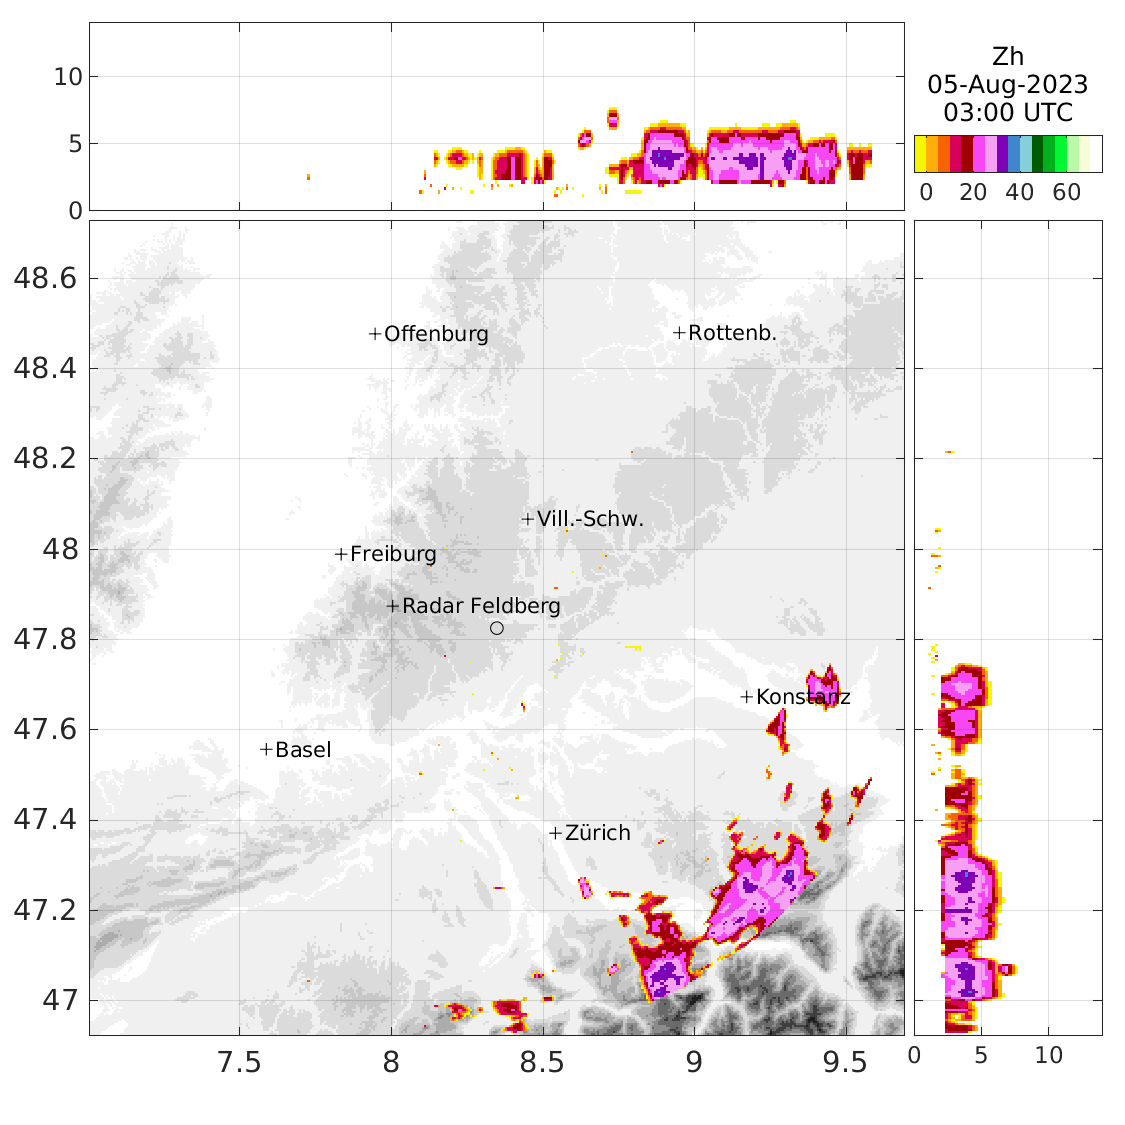 Zh
05-Aug-2023
03:00 UTC
0 20 40 60
10
5
0
48.6
48.4
48.2
48
47.8
47.6
47.4
47.2
47
Offenburg
Rottenb.
Vill.-Schw.
Freiburg
Radar Feldberg
Konstanz
Basel
Zürich
7.5 8 8.5 9 9.5
0 5 10